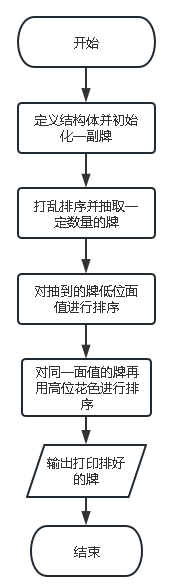 开始
定义结构体并初始
化一副牌
打乱排序并抽取一
定数量的牌
对抽到的牌低位面
值进行排序
对同一面值的牌再
用高位花色进行排
序
输出打印排好
的牌
结束